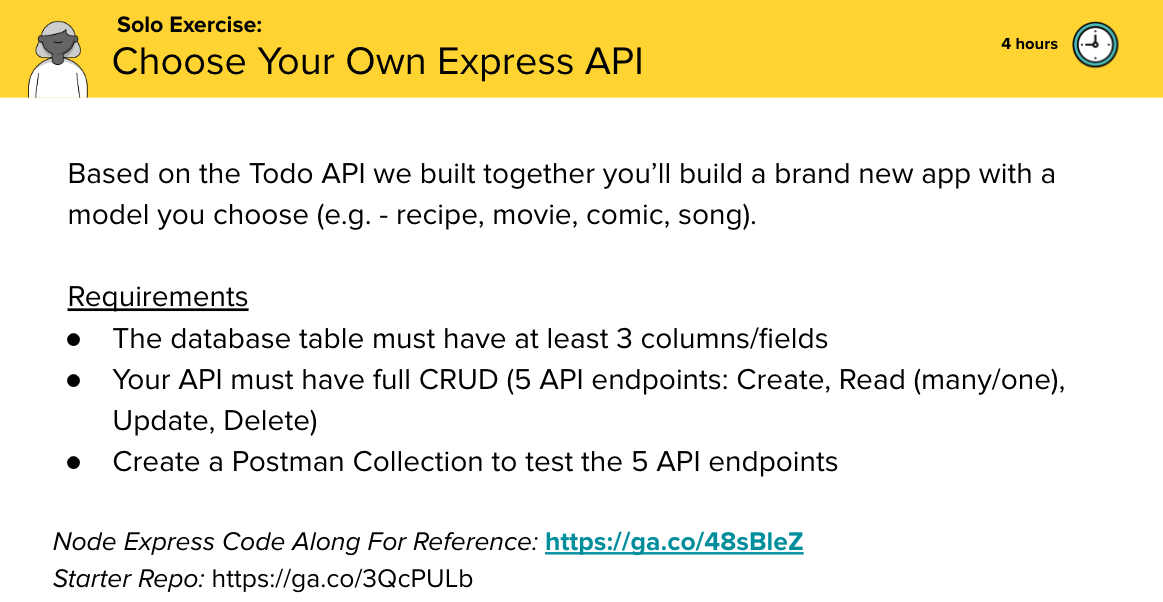 Solo Exercise:
Choose Your Own Express API
4 hours
Based on the Todo API we built together you’ll build a brand new app with a
model you choose (e.g. - recipe, movie, comic, song).
Requirements
● The database table must have at least 3 columns/fields
● Your API must have full CRUD (5 API endpoints: Create, Read (many/one),
Update, Delete)
● Create a Postman Collection to test the 5 API endpoints
Node Express Code Along For Reference: https://ga.co/48sBleZ
Starter Repo: https://ga.co/3QcPULb